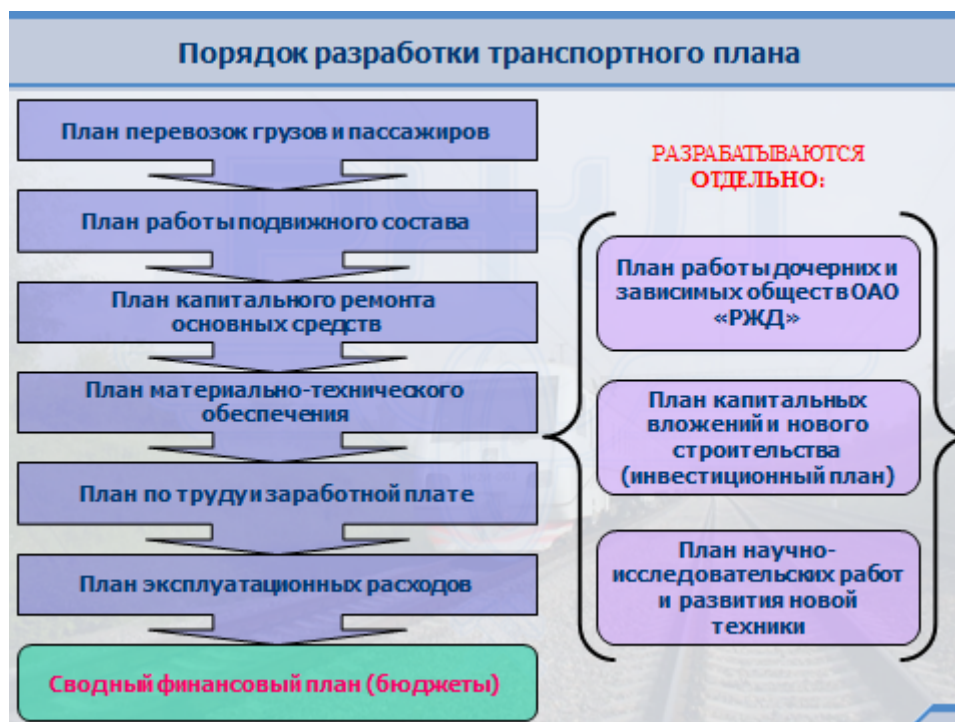 Порядок разработки транспортного плана
План перевозок грузов и пассажиров
План работы подвижного состава
План капитального ремонта
основных средств
План материально-технического
обеспечения
План по труду и заработной плате
План эксплуатационных расходов
Сводный финансовый план (бюджеты)
РАЗРАБАТЫВАЮТСЯ
ОТДЕЛЬНО:
План работы дочерних и
зависимых обществ ОАО
«РЖД»
План капитальных
вложений и нового
строительства
(инвестиционный план)
План научно-
исследовательских работ
и развития новой
техники